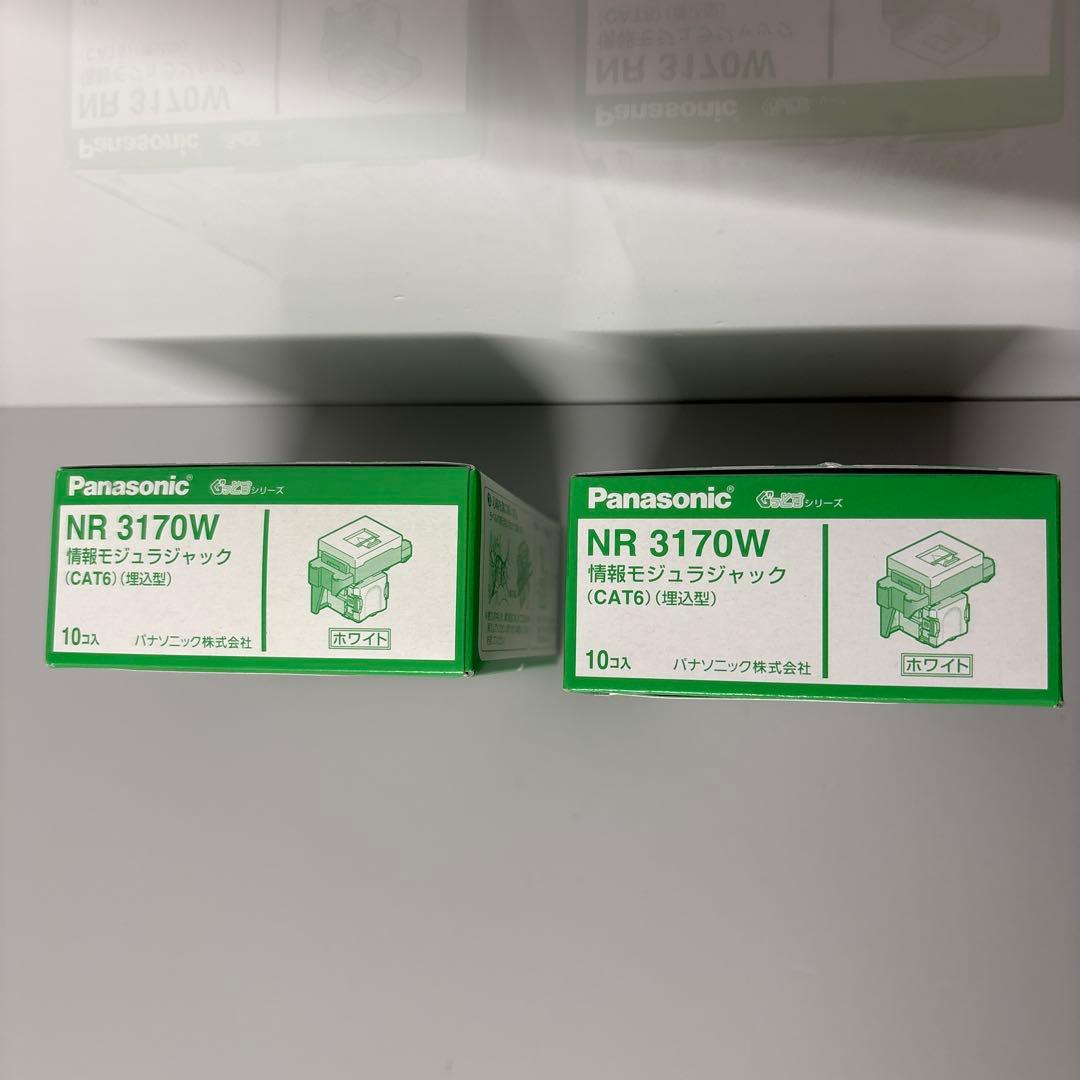 Panasonic® ぐっとすシリーズ
NR 3170W
情報モジュラジャック
(CAT6)(埋込型)
10コ入 パナソニック株式会社
ホワイト
Panasonic® ぐっとすシリーズ
NR 3170W
情報モジュラジャック
(CAT6)(埋込型)
10コ入 パナソニック株式会社
ホワイト